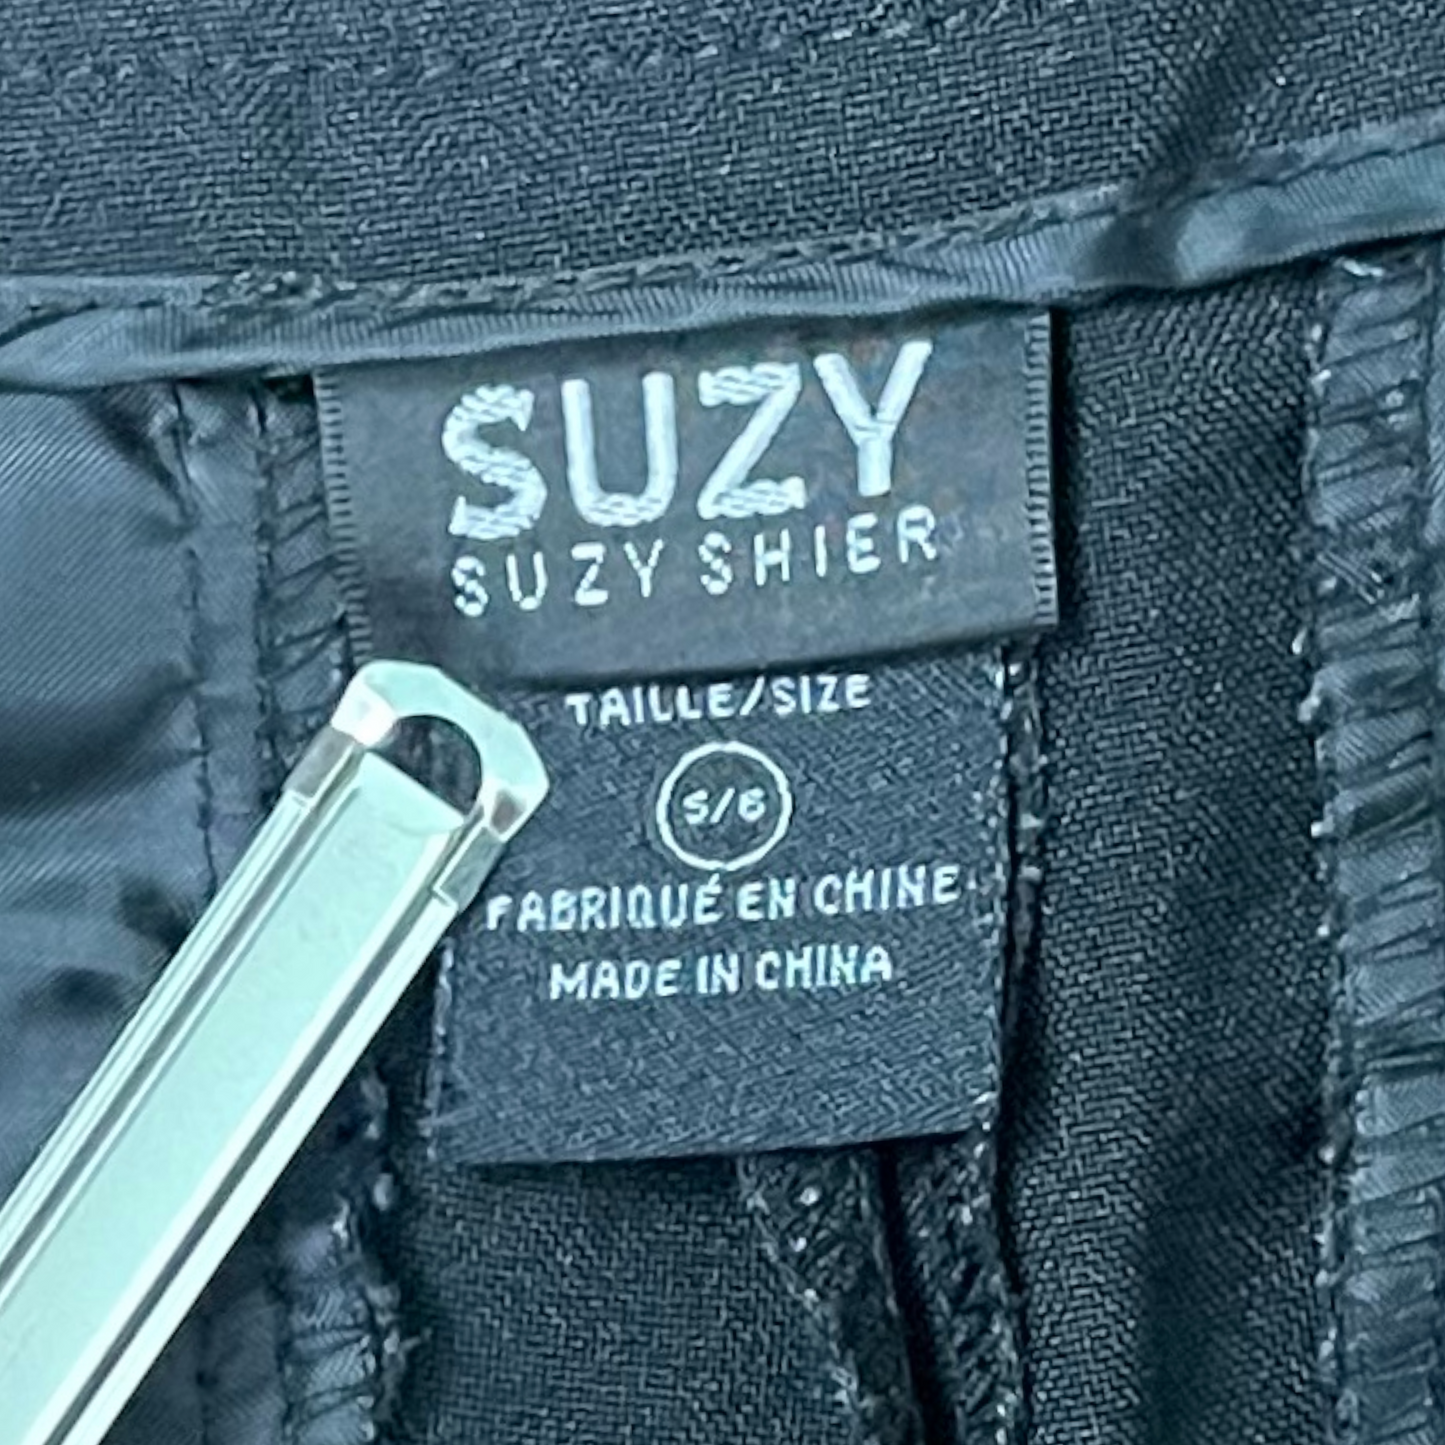 SUZY
SUZY SHIER
TAILLE/SIZE
5/6
FABRIQUÉ EN CHINE
MADE IN CHINA